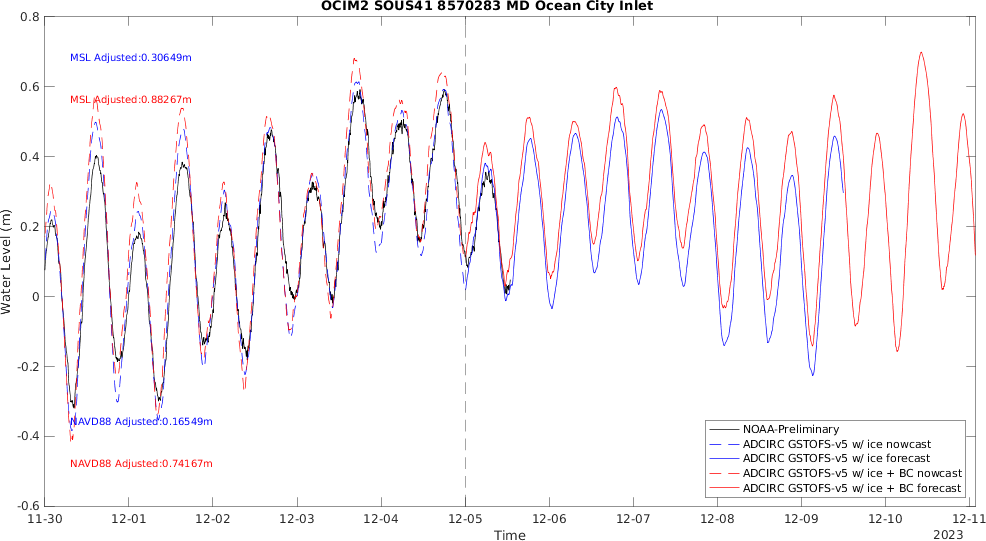 OCIM2 SOUS41 8570283 MD Ocean City Inlet
0.8
0.6
0.4
0.2
0
-0.2
-0.4
-0.6
Water Level (m)
MSL Adjusted:0.30649m
MSL Adjusted:0.88267m
NAVD88 Adjusted:0.16549m
NAVD88 Adjusted:0.74167m
NOAA-Preliminary
ADCIRC GSTOFS-v5 w/ ice nowcast
ADCIRC GSTOFS-v5 w/ ice forecast
ADCIRC GSTOFS-v5 w/ ice + BC nowcast
ADCIRC GSTOFS-v5 w/ ice + BC forecast
11-30 12-01 12-02 12-03 12-04 12-05 12-06 12-07 12-08 12-09 12-10 12-11
Time
2023